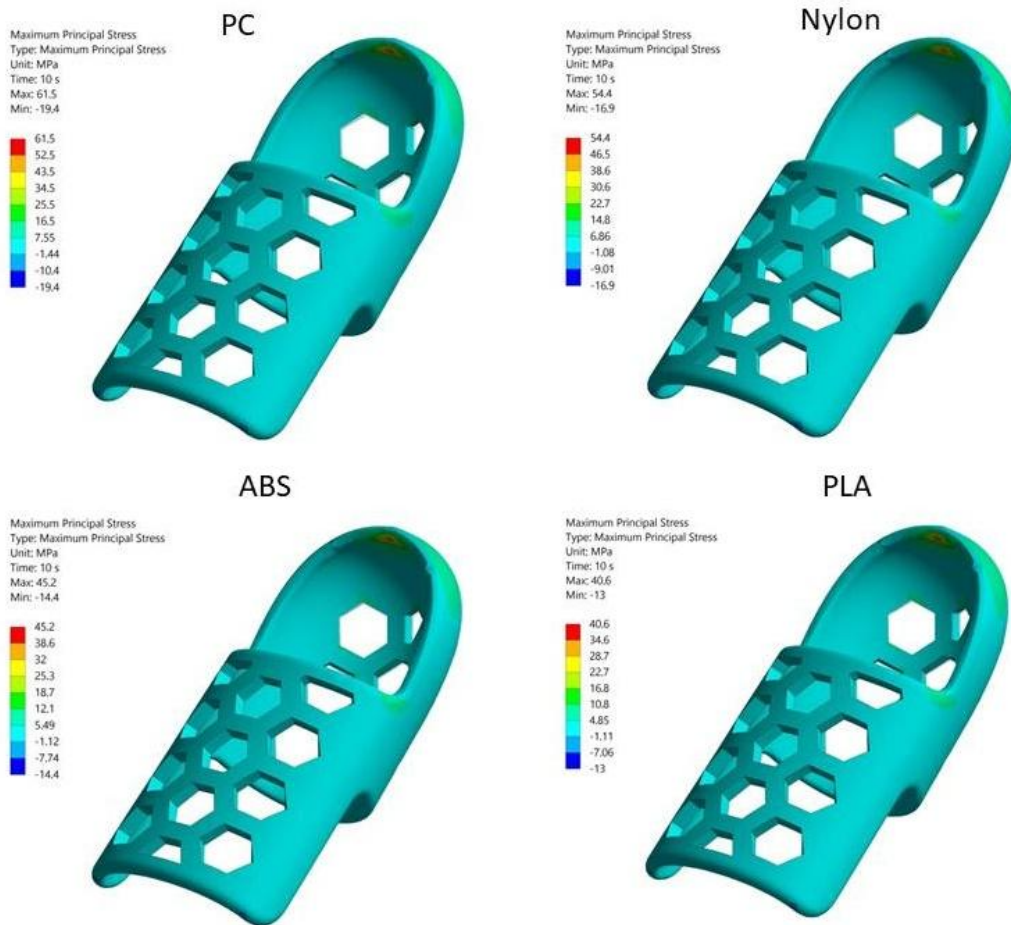 PC
Maximum Principal Stress
Type: Maximum Principal Stress
Unit: MPa
Time: 10 s
Max: 61.5
Min: -19.4
61.5
52.5
43.5
34.5
25.5
16.5
7.55
-1.44
-10.4
-19.4
Nylon
Maximum Principal Stress
Type: Maximum Principal Stress
Unit: MPa
Time: 10 s
Max: 54.4
Min: -16.9
54.4
46.5
38.6
30.6
22.7
14.8
6.86
-1.08
-9.01
-16.9
ABS
Maximum Principal Stress
Type: Maximum Principal Stress
Unit: MPa
Time: 10 s
Max: 45.2
Min: -14.4
45.2
38.6
32
25.3
18.7
12.1
5.49
-1.12
-7.74
-14.4
PLA
Maximum Principal Stress
Type: Maximum Principal Stress
Unit: MPa
Time: 10 s
Max: 40.6
Min: -13
40.6
34.6
28.7
22.7
16.8
10.8
4.85
-1.11
-7.06
-13